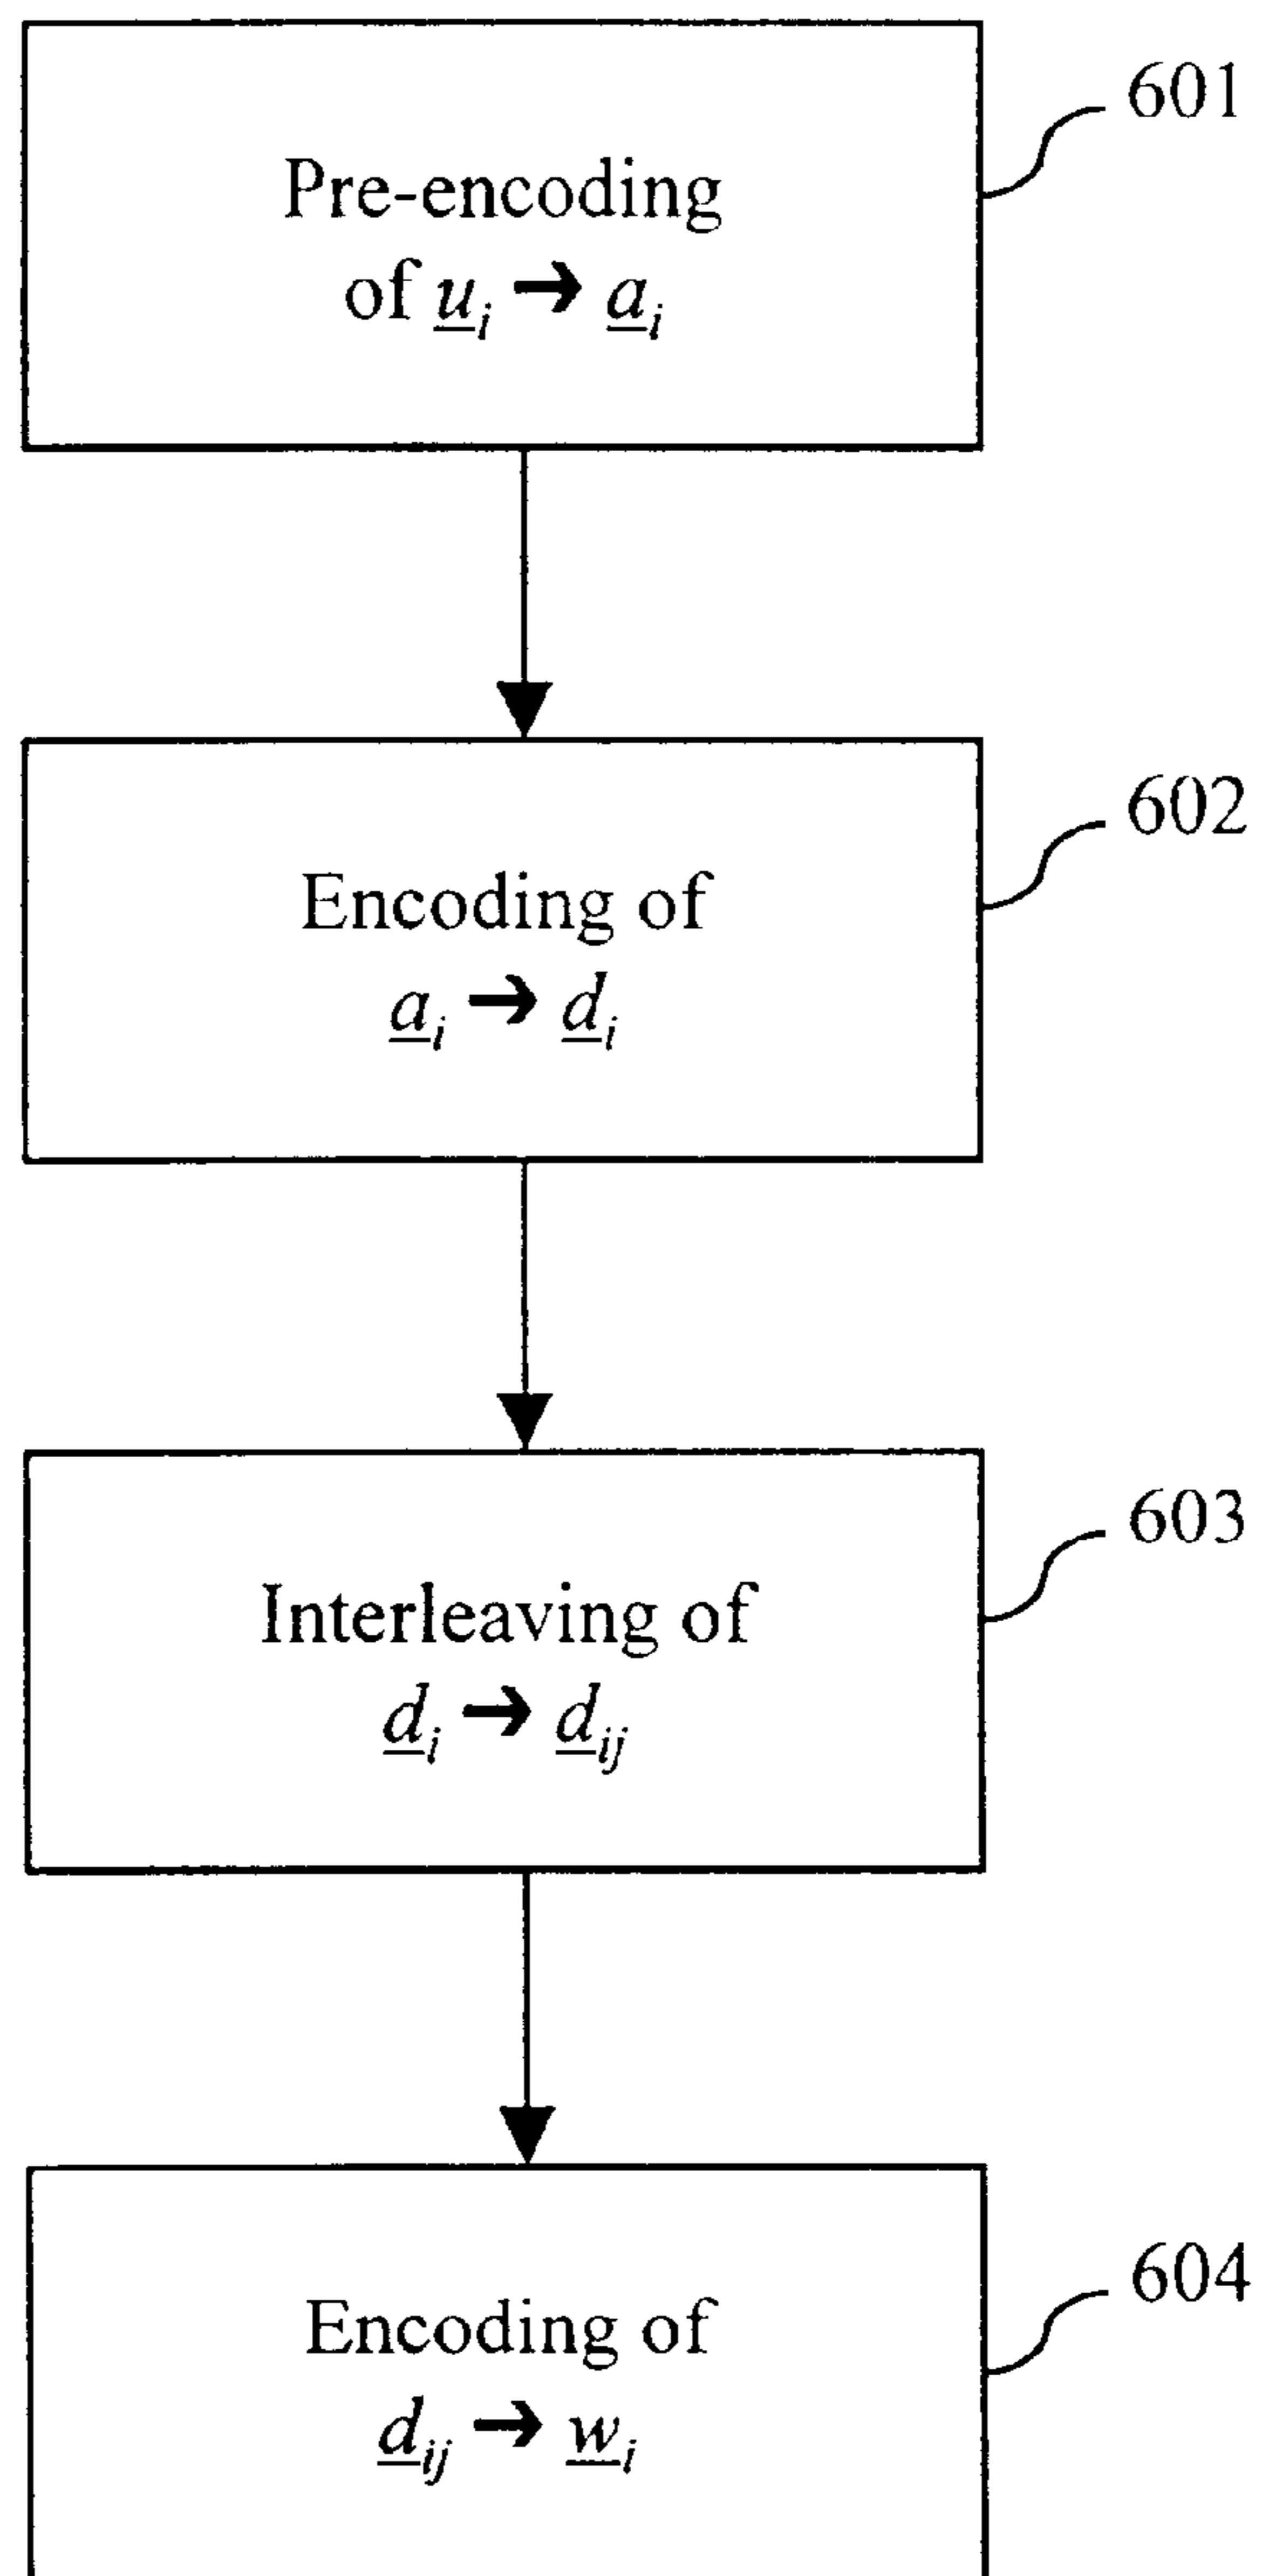 Pre-encoding
of u_i → a_i
601
Encoding of
a_i → d_i
602
Interleaving of
d_i → d_ij
603
Encoding of
d_ij → w_i
604